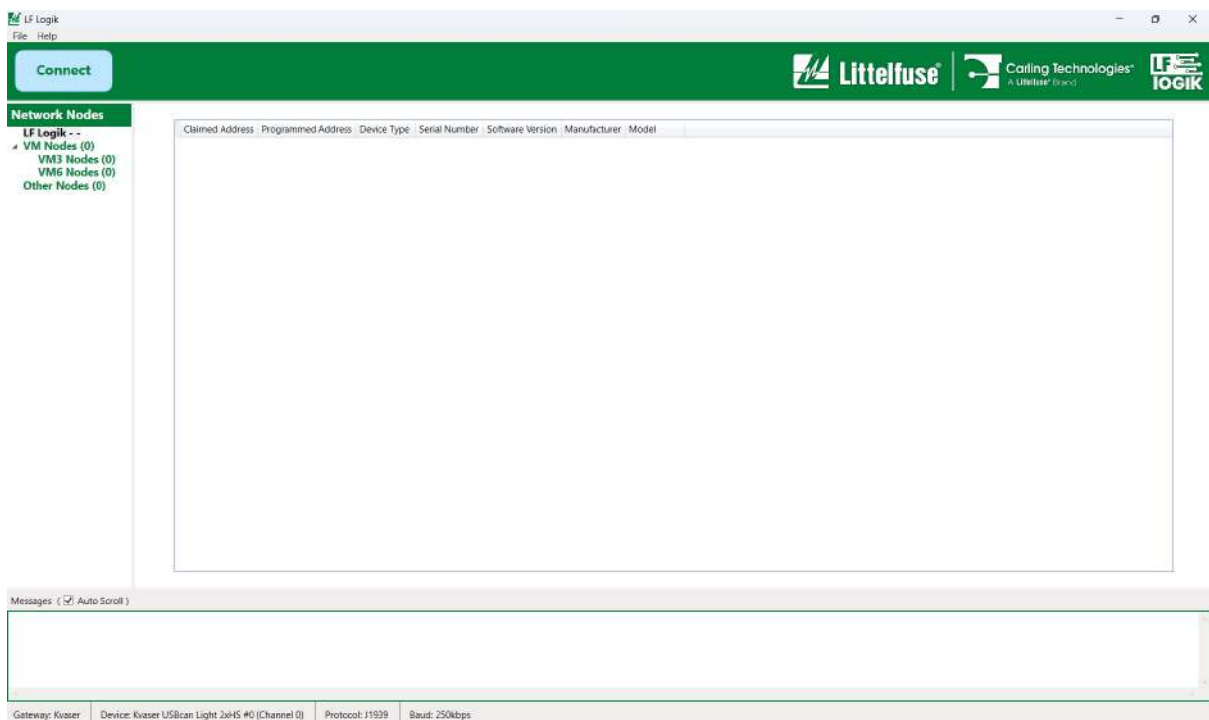 LF Logik
File Help
Connect
Littelfuse®
Carling Technologies®
A Littelfuse® Brand
LF
LOGIK
Network Nodes
LF Logik - -
VM Nodes (0)
VM3 Nodes (0)
VM6 Nodes (0)
Other Nodes (0)
Claimed Address Programmed Address Device Type Serial Number Software Version Manufacturer Model
Messages ( Auto Scroll )
Gateway: Kvaser Device: Kvaser USBcan Light 2xHS #0 (Channel 0) Protocol: J1939 Baud: 250kbps